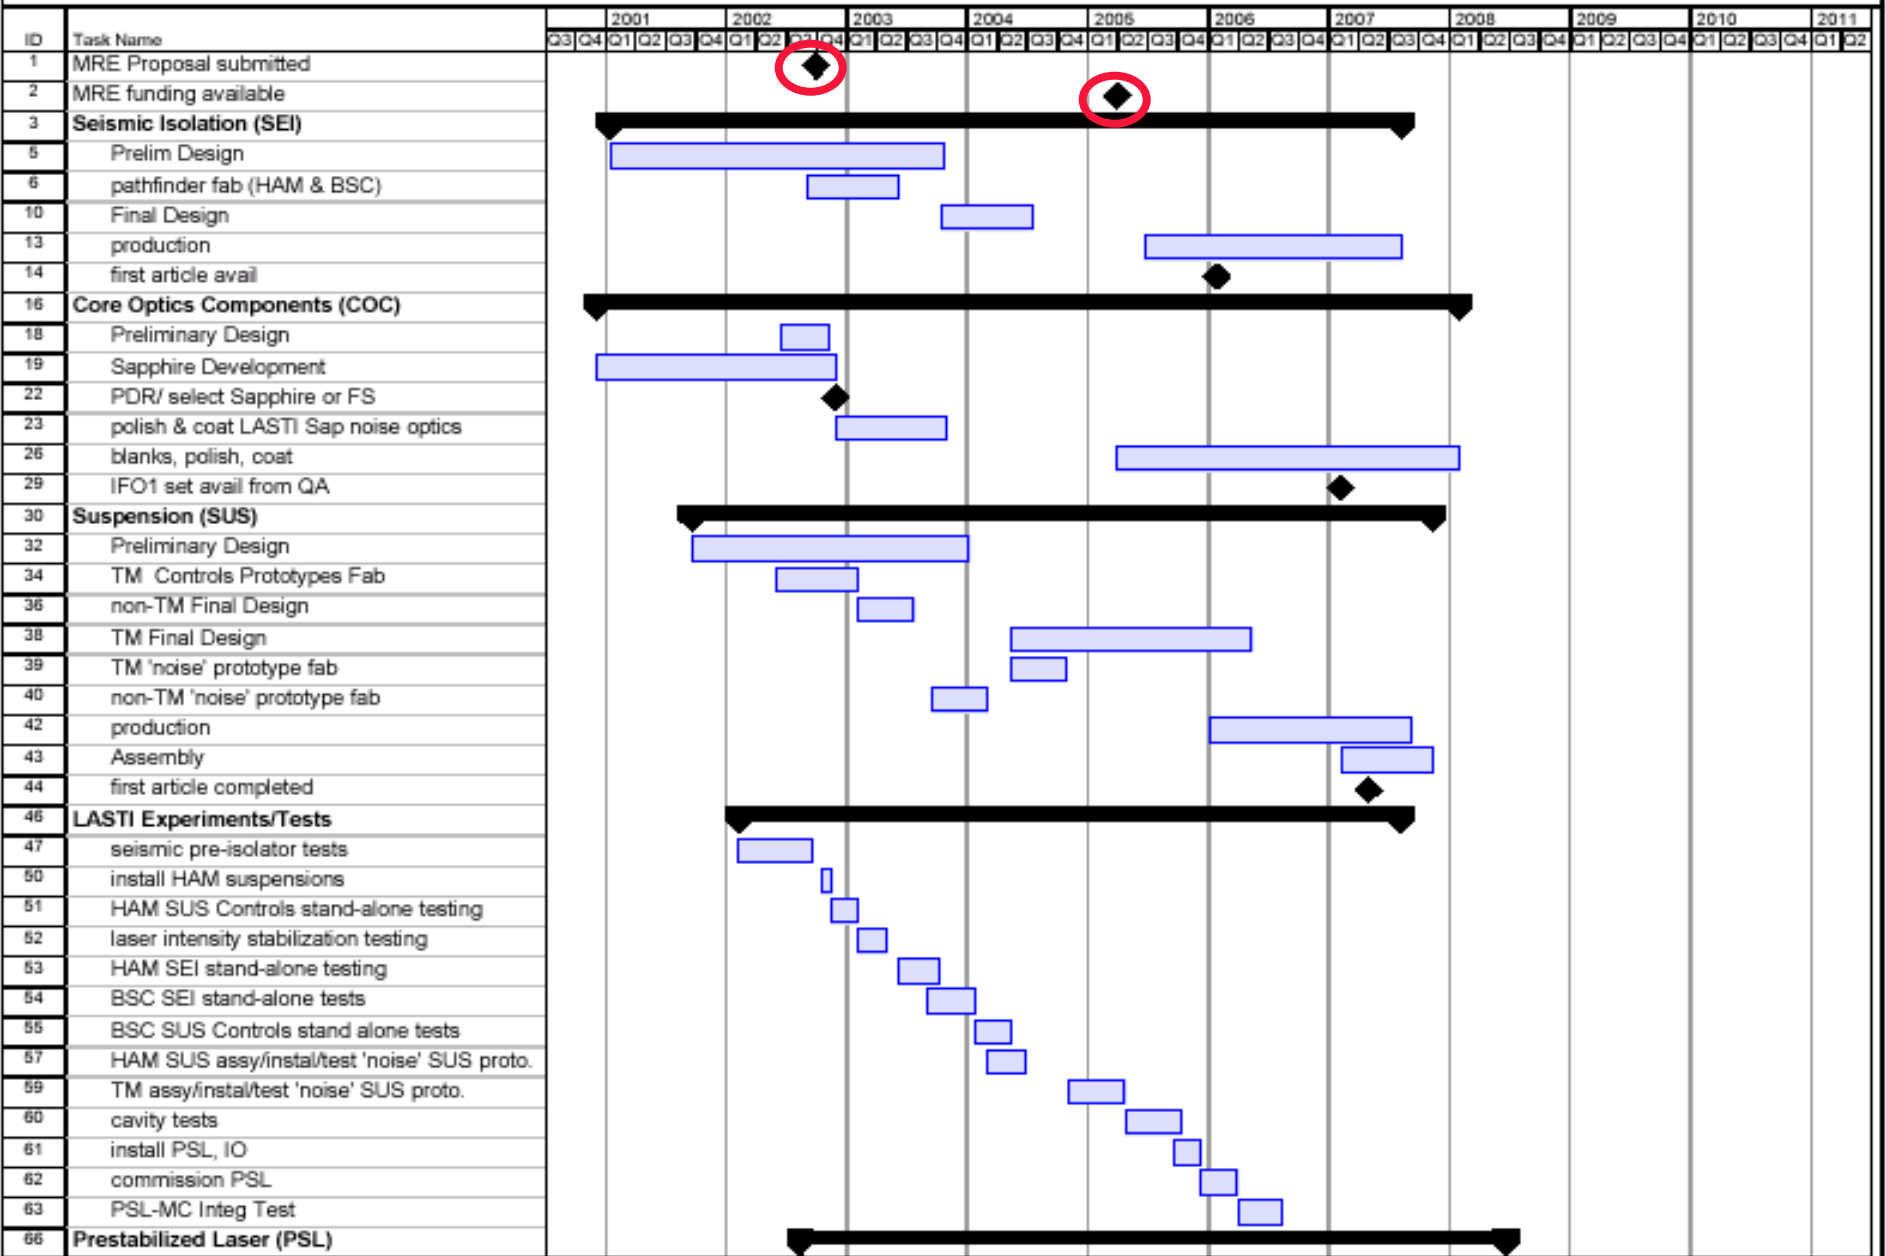 2001 2002 2003 2004 2005 2006 2007 2008 2009 2010 2011
ID Task Name Q3 Q4 Q1 Q2 Q3 Q4 Q1 Q2 Q3 Q4 Q1 Q2 Q3 Q4 Q1 Q2 Q3 Q4 Q1 Q2 Q3 Q4 Q1 Q2 Q3 Q4 Q1 Q2 Q3 Q4 Q1 Q2 Q3 Q4 Q1 Q2 Q3 Q4 Q1 Q2 Q3 Q4 Q1 Q2
1 MRE Proposal submitted
2 MRE funding available
3 Seismic Isolation (SEI)
5 Prelim Design
6 pathfinder fab (HAM & BSC)
10 Final Design
13 production
14 first article avail
16 Core Optics Components (COC)
18 Preliminary Design
19 Sapphire Development
22 PDR/ select Sapphire or FS
23 polish & coat LASTI Sap noise optics
26 blanks, polish, coat
29 IFO1 set avail from QA
30 Suspension (SUS)
32 Preliminary Design
34 TM Controls Prototypes Fab
36 non-TM Final Design
38 TM Final Design
39 TM 'noise' prototype fab
40 non-TM 'noise' prototype fab
42 production
43 Assembly
44 first article completed
46 LASTI Experiments/Tests
47 seismic pre-isolator tests
50 install HAM suspensions
51 HAM SUS Controls stand-alone testing
52 laser intensity stabilization testing
53 HAM SEI stand-alone testing
54 BSC SEI stand-alone tests
55 BSC SUS Controls stand alone tests
57 HAM SUS assy/instal/test 'noise' SUS proto.
59 TM assy/instal/test 'noise' SUS proto.
60 cavity tests
61 install PSL, IO
62 commission PSL
63 PSL-MC Integ Test
66 Prestabilized Laser (PSL)